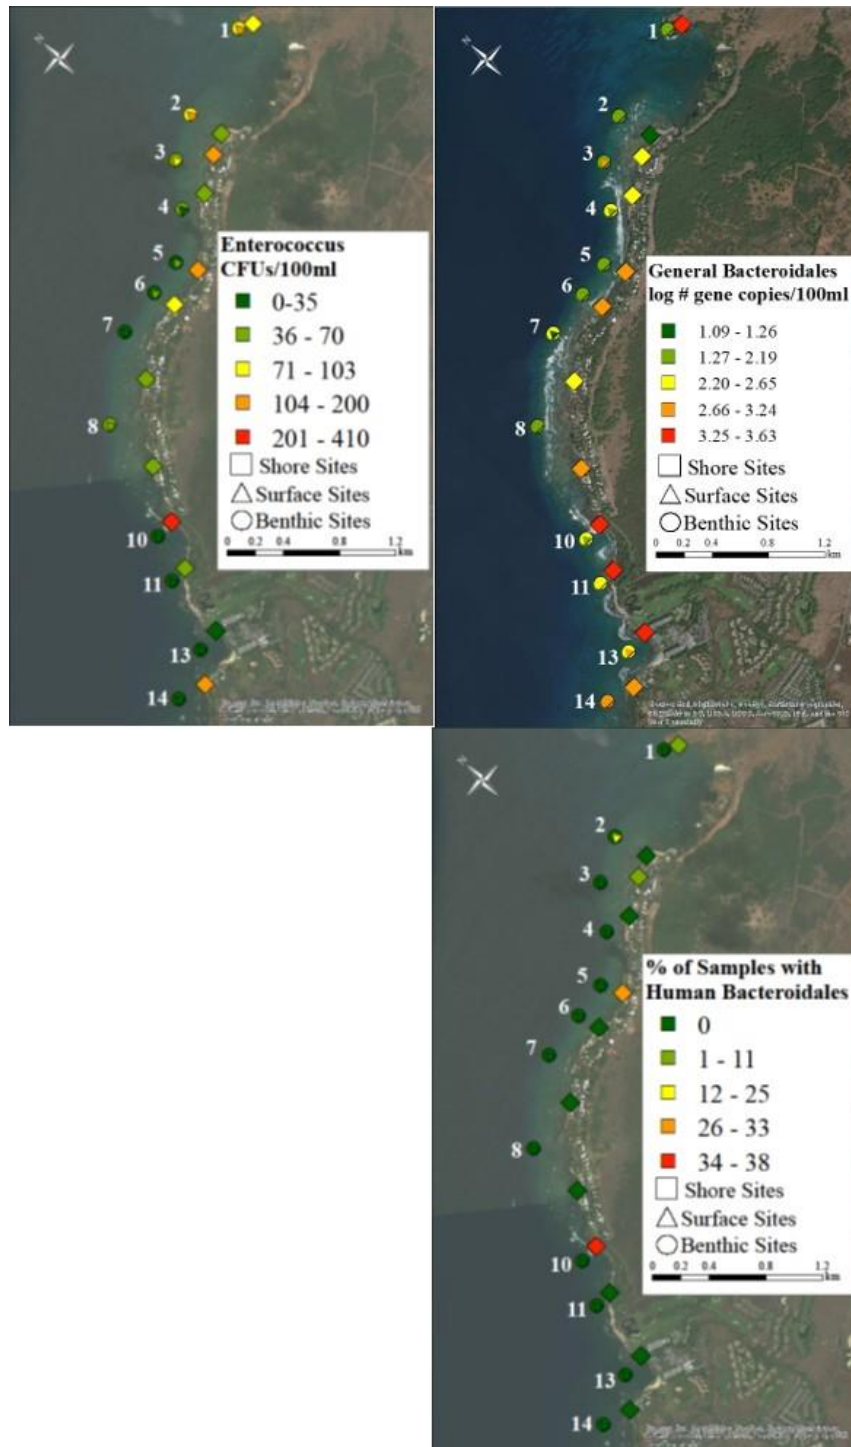 N
1
2
3
4
5
6
7
8
10
11
13
14
Enterococcus
CFUs/100ml
0-35
36 - 70
71 - 103
104 - 200
201 - 410
Shore Sites
Surface Sites
Benthic Sites
0 0.2 0.4 0.8 1.2
km
N
1
2
3
4
5
6
7
8
10
11
13
14
General Bacteroidales
log # gene copies/100ml
1.09 - 1.26
1.27 - 2.19
2.20 - 2.65
2.66 - 3.24
3.25 - 3.63
Shore Sites
Surface Sites
Benthic Sites
0 0.2 0.4 0.8 1.2
km
N
1
2
3
4
5
6
7
8
10
11
13
14
% of Samples with
Human Bacteroidales
0
1 - 11
12 - 25
26 - 33
34 - 38
Shore Sites
Surface Sites
Benthic Sites
0 0.2 0.4 0.8 1.2
km